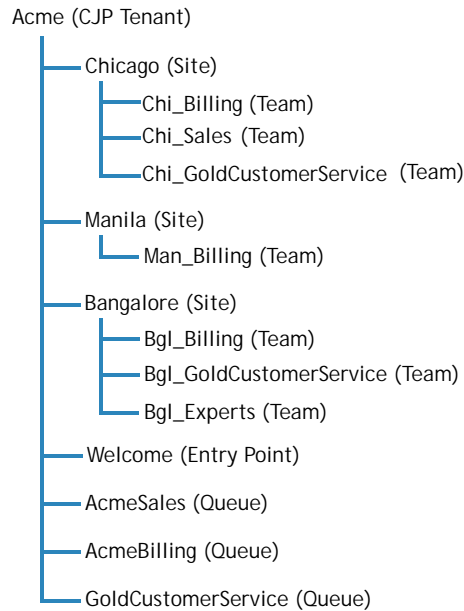 Acme (CJP Tenant)
Chicago (Site)
Chi_Billing (Team)
Chi_Sales (Team)
Chi_GoldCustomerService (Team)
Manila (Site)
Man_Billing (Team)
Bangalore (Site)
Bgl_Billing (Team)
Bgl_GoldCustomerService (Team)
Bgl_Experts (Team)
Welcome (Entry Point)
AcmeSales (Queue)
AcmeBilling (Queue)
GoldCustomerService (Queue)